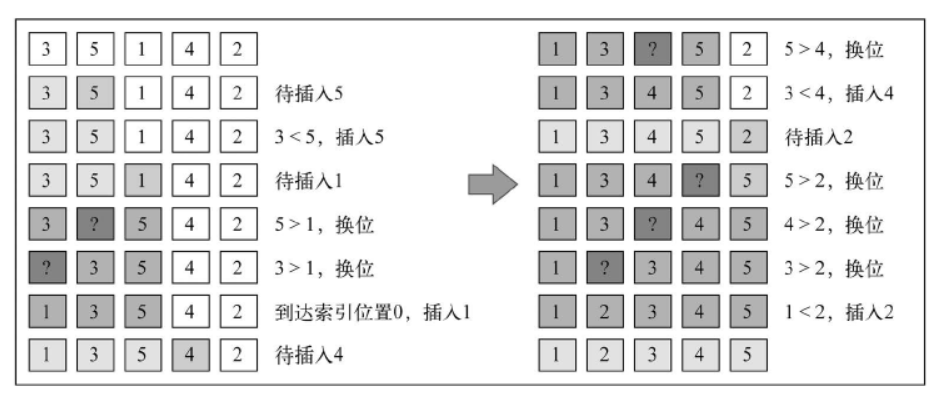 3 5 1 4 2
3 5 1 4 2 待插入5
3 5 1 4 2 3<5，插入5
3 5 1 4 2 待插入1
3 ? 5 4 2 5>1，换位
? 3 5 4 2 3>1，换位
1 3 5 4 2 到达索引位置0，插入1
1 3 5 4 2 待插入4
1 3 ? 5 2 5>4，换位
1 3 4 5 2 3<4，插入4
1 3 4 5 2 待插入2
1 3 4 ? 5 5>2，换位
1 3 ? 4 5 4>2，换位
1 ? 3 4 5 3>2，换位
1 2 3 4 5 1<2，插入2
1 2 3 4 5